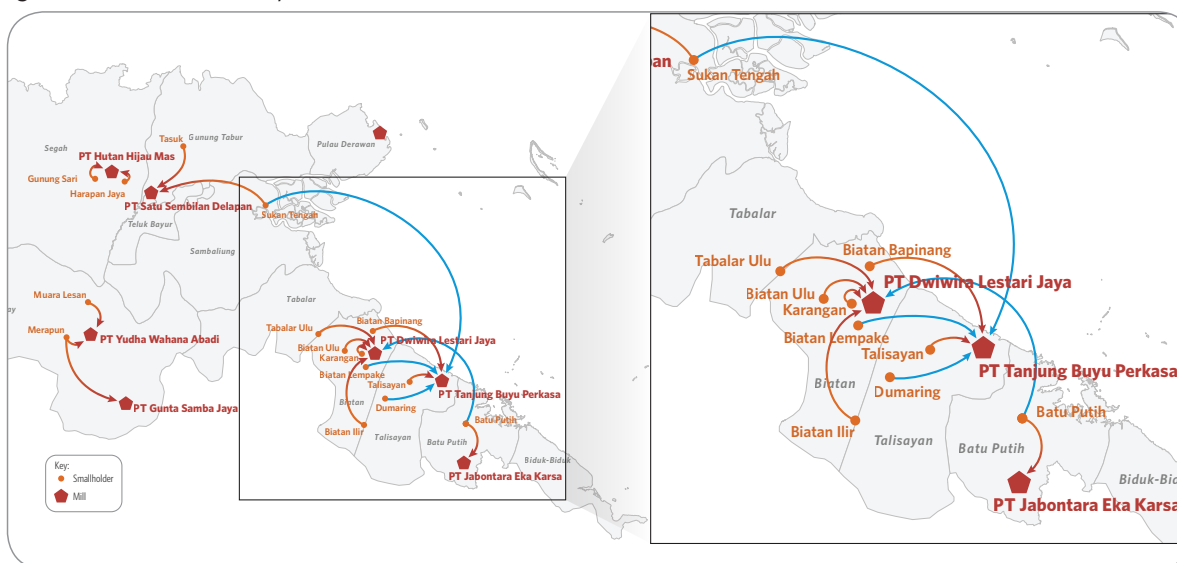 Segah
Gunung Tabur
Pulau Derawan
Tasuk
PT Hutan Hijau Mas
Gunung Sari
Harapan Jaya
PT Satu Sembilan Delapan
Teluk Bayur
Sukan Tengah
Sambaliung
Muara Lesan
ay
Merapun
PT Yudha Wahana Abadi
PT Gunta Samba Jaya
Tabalar
Tabalar Ulu
Biatan Bapinang
PT Dwiwira Lestari Jaya
Biatan Ulu
Karangan
Biatan Lempake
Talisayan
PT Tanjung Buyu Perkasa
Biatan
Dumaring
Biatan Ilir
Talisayan
Batu Putih
Batu Putih
Biduk-Biduk
PT Jabontara Eka Karsa
Key:
Smallholder
Mill
pan
Sukan Tengah
Tabalar
Biatan Bapinang
Tabalar Ulu
PT Dwiwira Lestari Jaya
Biatan Ulu
Karangan
Biatan Lempake
Talisayan
PT Tanjung Buyu Perkasa
Biatan
Dumaring
Batu Putih
Biatan Ilir
Talisayan
Batu Putih
Biduk-Bid
PT Jabontara Eka Karsa